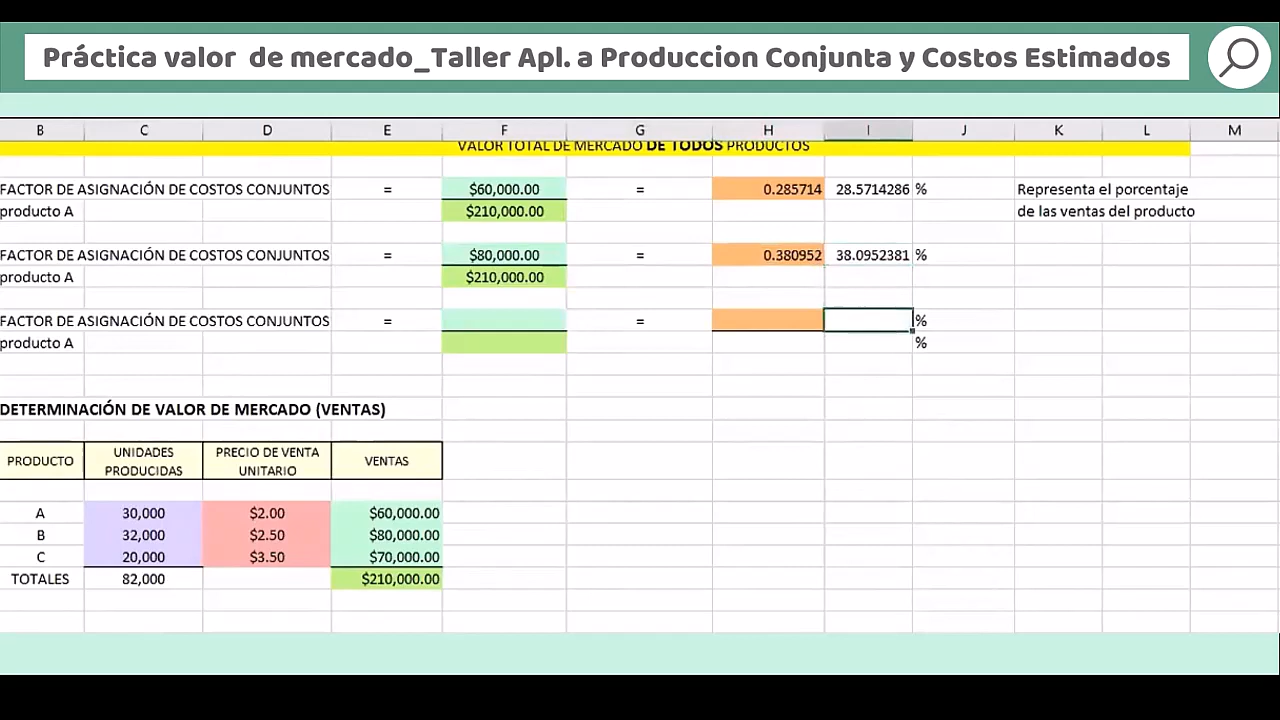 Práctica valor de mercado_Taller Apl. a Produccion Conjunta y Costos Estimados
B C D E F G H I J K L M
VALOR TOTAL DE MERCADO DE TODOS PRODUCTOS
FACTOR DE ASIGNACIÓN DE COSTOS CONJUNTOS = $60,000.00 = 0.285714 28.5714286 % Representa el porcentaje
producto A $210,000.00 de las ventas del producto
FACTOR DE ASIGNACIÓN DE COSTOS CONJUNTOS = $80,000.00 = 0.380952 38.0952381 %
producto A $210,000.00
FACTOR DE ASIGNACIÓN DE COSTOS CONJUNTOS = = %
producto A %
DETERMINACIÓN DE VALOR DE MERCADO (VENTAS)
PRODUCTO UNIDADES PRODUCIDAS PRECIO DE VENTA UNITARIO VENTAS
A 30,000 $2.00 $60,000.00
B 32,000 $2.50 $80,000.00
C 20,000 $3.50 $70,000.00
TOTALES 82,000 $210,000.00